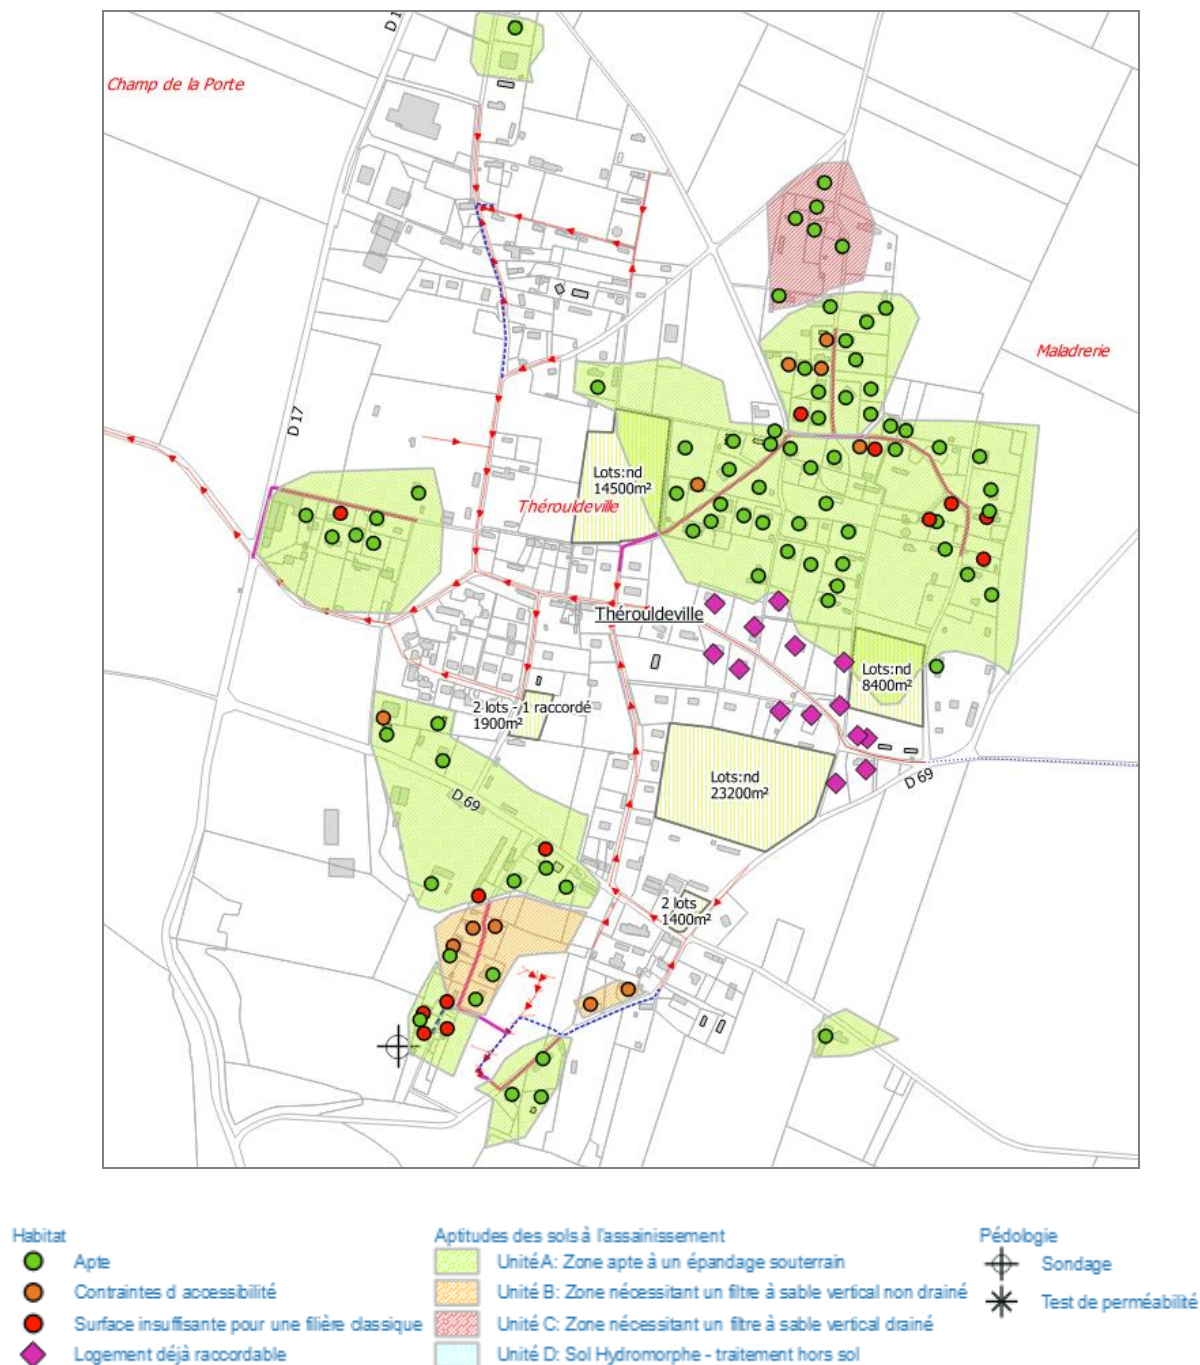 D 1
Champ de la Porte
Maladrerie
D 17
Lots:nd
14500m²
Thérouldeville
Thérouldeville
Lots:nd
8400m²
2 lots - 1 raccordé
1900m²
Lots:nd
23200m²
D 69
D 69
2 lots
1400m²
Habitat
Apte
Contraintes d accessibilité
Surface insuffisante pour une filière classique
Logement déjà raccordable
Aptitudes des sols à l'assainissement
Unité A: Zone apte à un épandage souterrain
Unité B: Zone nécessitant un filtre à sable vertical non drainé
Unité C: Zone nécessitant un filtre à sable vertical drainé
Unité D: Sol Hydromorphe - traitement hors sol
Pédologie
Sondage
Test de perméabilité